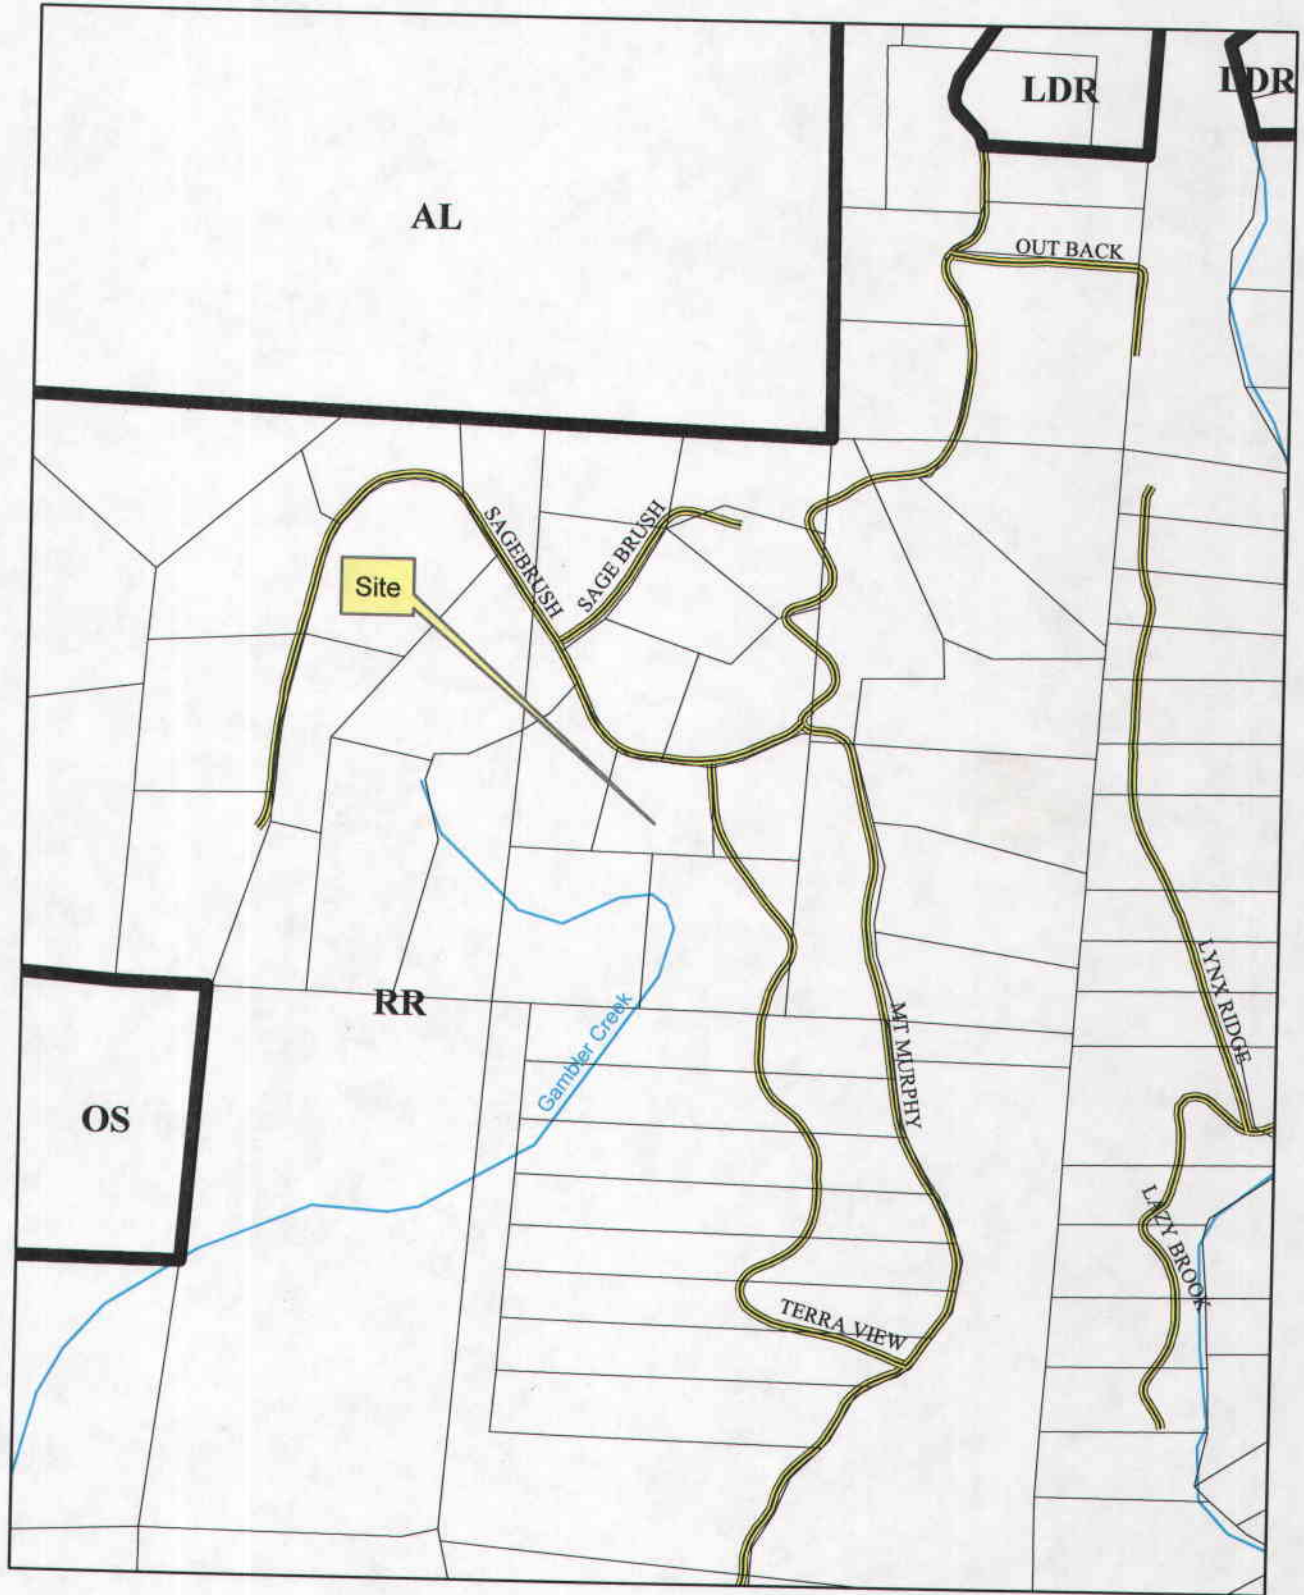 LDR
LDR
AL
OUT BACK
SAGEBRUSH
SAGE BRUSH
Site
LYNX RIDGE
RR
Gambler Creek
MT MURPHY
OS
LAZY BROOK
TERRA VIEW